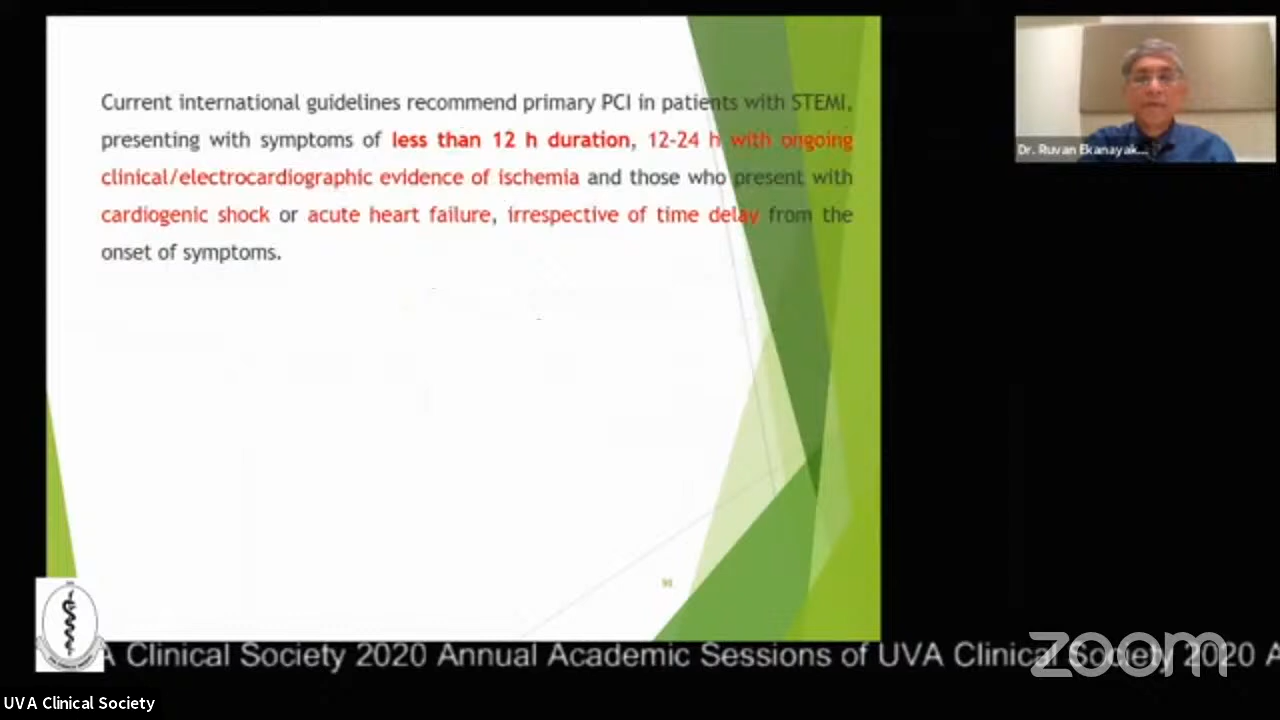 Current international guidelines recommend primary PCI in patients with STEMI,
presenting with symptoms of less than 12 h duration, 12-24 h with ongoing
clinical/electrocardiographic evidence of ischemia and those who present with
cardiogenic shock or acute heart failure, irrespective of time delay from the
onset of symptoms.
Dr. Ruvan Ekanayak...
A Clinical Society 2020 Annual Academic Sessions of UVA Clinical Society 2020 A
zoom
UVA Clinical Society